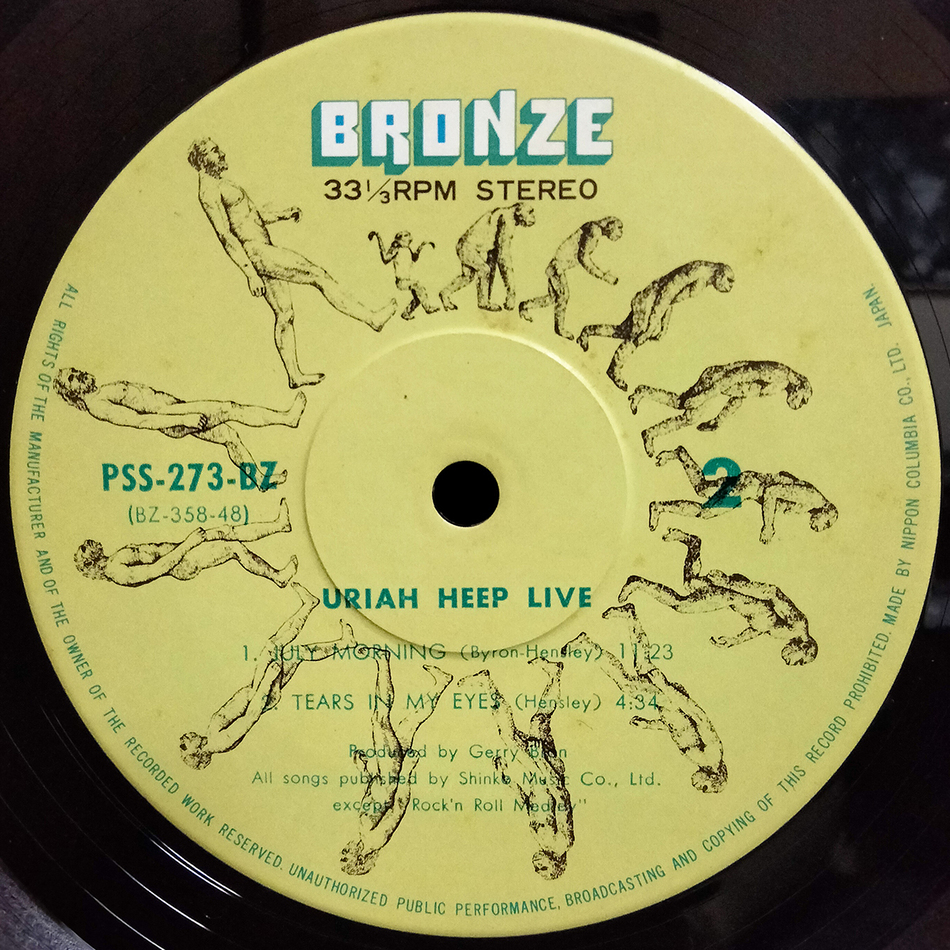 BRONZE
33⅓RPM STEREO
PSS-273-BZ
(BZ-358-48)
2
URIAH HEEP LIVE
1. JULY MORNING (Byron-Hensley) 11:23
2. TEARS IN MY EYES (Hensley) 4:34
Produced by Gerry Bron
All songs published by Shinko Music Co., Ltd.
except "Rock'n Roll Medley"
ALL RIGHTS OF THE MANUFACTURER AND OF THE OWNER OF THE RECORDED WORK RESERVED. UNAUTHORIZED PUBLIC PERFORMANCE, BROADCASTING AND COPYING OF THIS RECORD PROHIBITED. MADE BY NIPPON COLUMBIA CO., LTD. JAPAN.